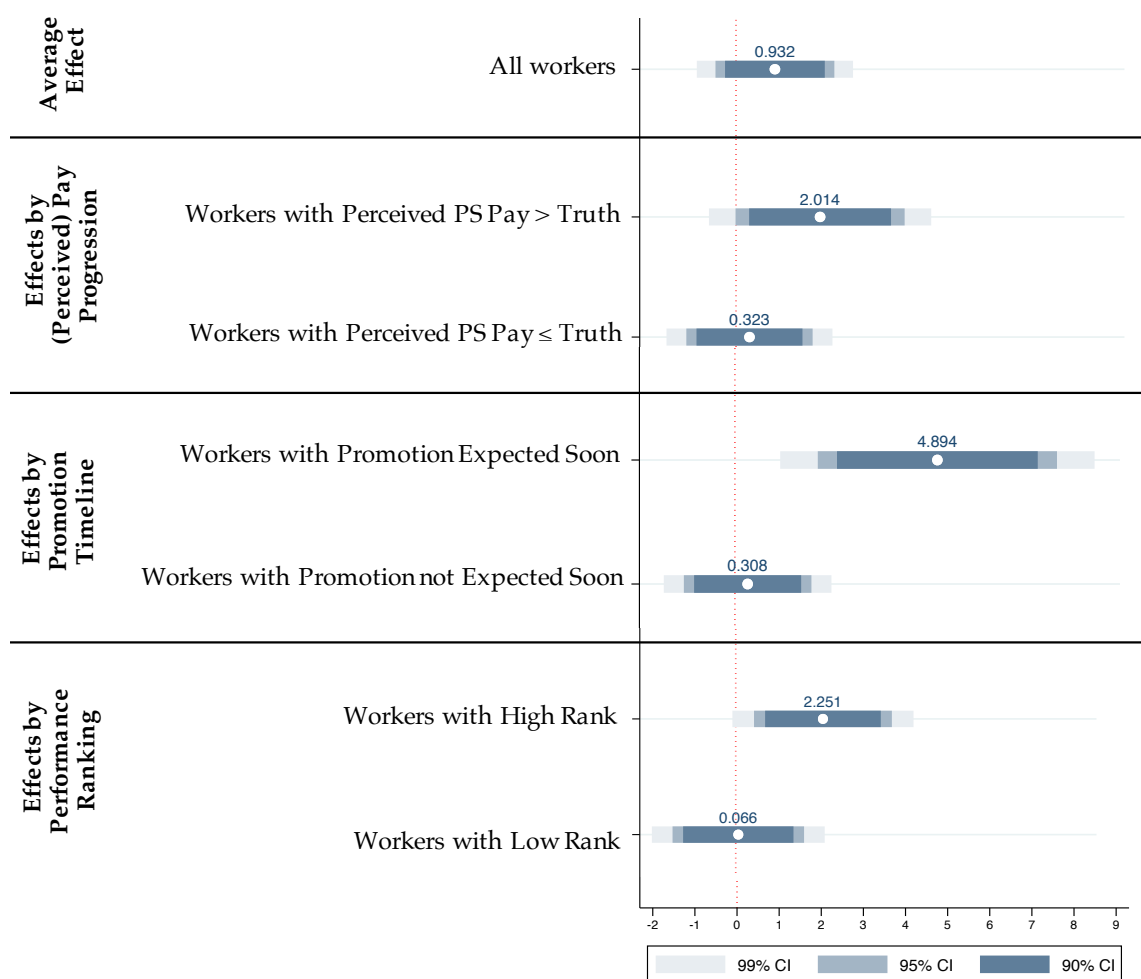 Average
Effect
All workers
0.932
Effects by
(Perceived) Pay
Progression
Workers with Perceived PS Pay > Truth
2.014
Workers with Perceived PS Pay ≤ Truth
0.323
Effects by
Promotion
Timeline
Workers with Promotion Expected Soon
4.894
Workers with Promotion not Expected Soon
0.308
Effects by
Performance
Ranking
Workers with High Rank
2.251
Workers with Low Rank
0.066
-2 -1 0 1 2 3 4 5 6 7 8 9
99% CI 95% CI 90% CI